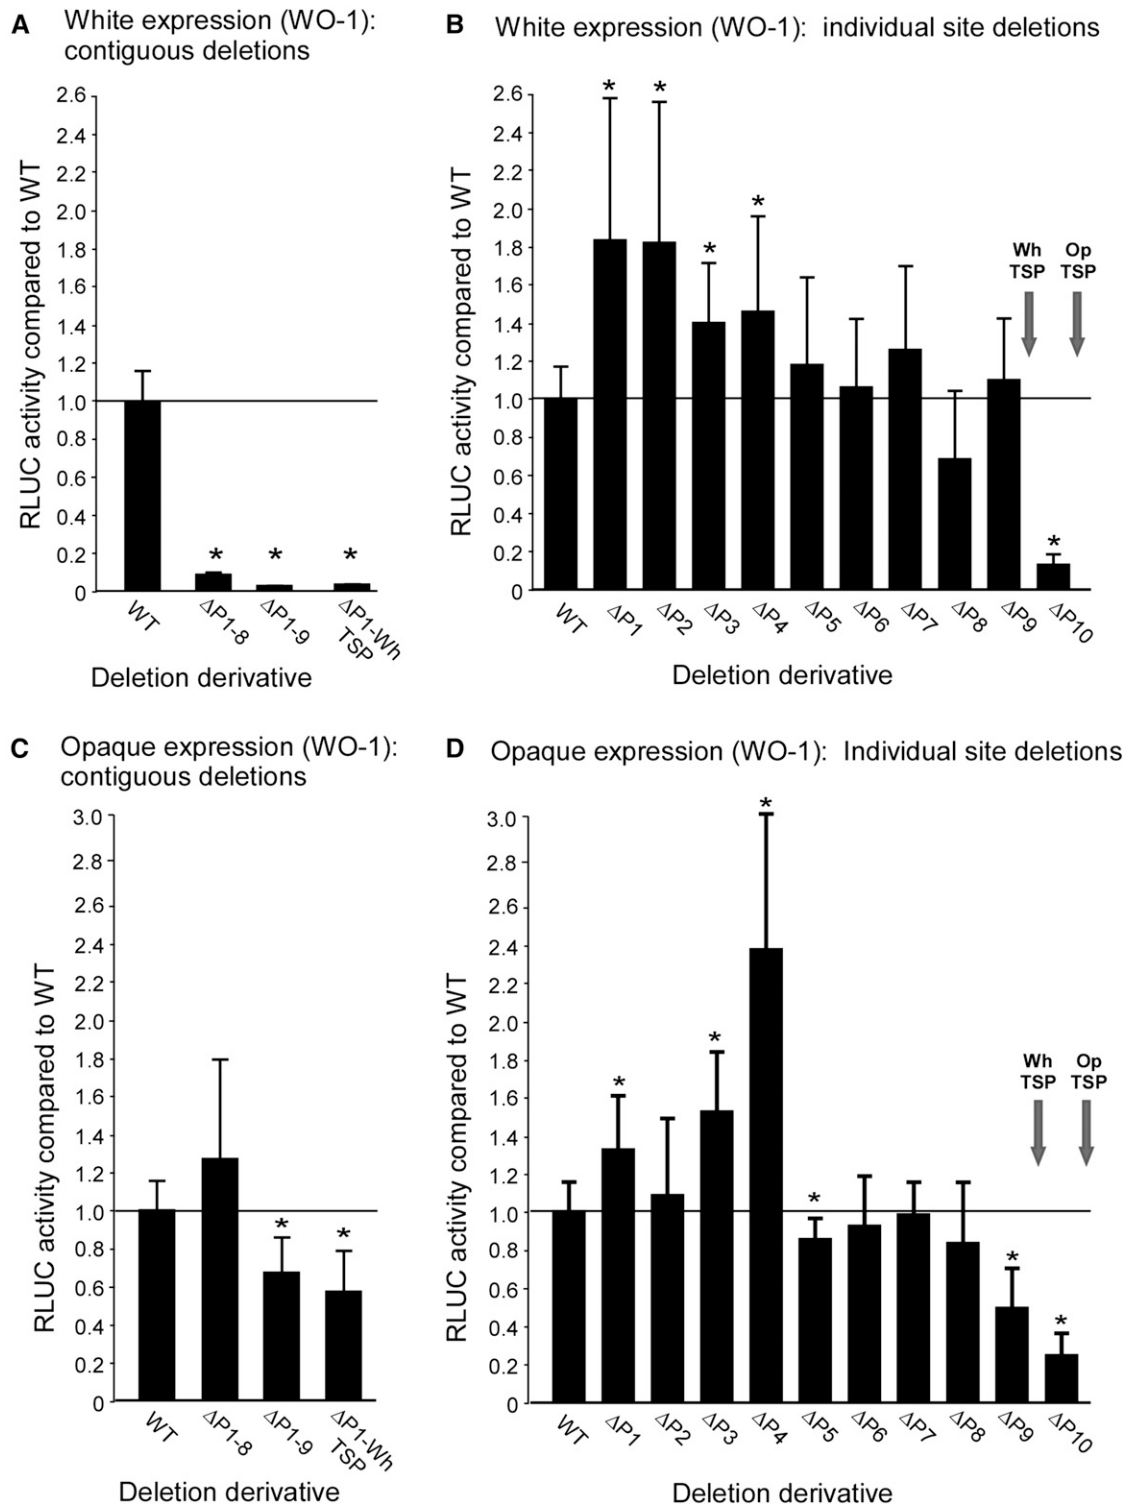 A
White expression (WO-1):
contiguous deletions
RLUC activity compared to WT
2.6
2.4
2.2
2.0
1.8
1.6
1.4
1.2
1.0
0.8
0.6
0.4
0.2
0
*
*
*
WT
ΔP1-8
ΔP1-9
ΔP1-Wh
TSP
Deletion derivative
B
White expression (WO-1): individual site deletions
RLUC activity compared to WT
2.6
2.4
2.2
2.0
1.8
1.6
1.4
1.2
1.0
0.8
0.6
0.4
0.2
0
*
*
*
*
*
Wh
TSP
Op
TSP
WT
ΔP1
ΔP2
ΔP3
ΔP4
ΔP5
ΔP6
ΔP7
ΔP8
ΔP9
ΔP10
Deletion derivative
C
Opaque expression (WO-1):
contiguous deletions
RLUC activity compared to WT
3.0
2.8
2.6
2.4
2.2
2.0
1.8
1.6
1.4
1.2
1.0
0.8
0.6
0.4
0.2
0
*
*
WT
ΔP1-8
ΔP1-9
ΔP1-Wh
TSP
Deletion derivative
D
Opaque expression (WO-1): Individual site deletions
RLUC activity compared to WT
3.0
2.8
2.6
2.4
2.2
2.0
1.8
1.6
1.4
1.2
1.0
0.8
0.6
0.4
0.2
0
*
*
*
*
*
*
Wh
TSP
Op
TSP
WT
ΔP1
ΔP2
ΔP3
ΔP4
ΔP5
ΔP6
ΔP7
ΔP8
ΔP9
ΔP10
Deletion derivative